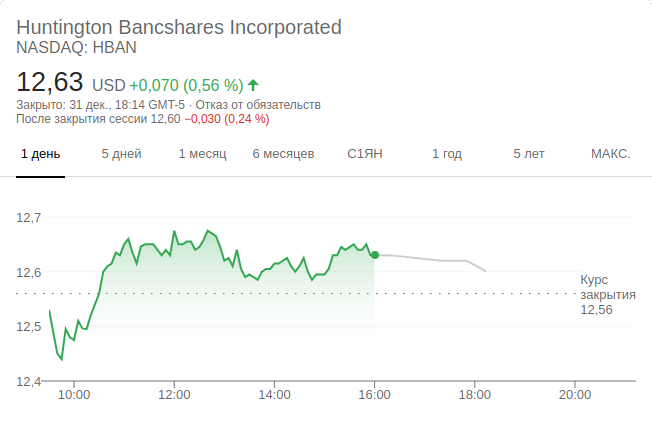 Huntington Bancshares Incorporated
NASDAQ: HBAN
12,63 USD +0,070 (0,56 %)
Закрыто: 31 дек., 18:14 GMT-5 · Отказ от обязательств
После закрытия сессии 12,60 −0,030 (0,24 %)
1 день 5 дней 1 месяц 6 месяцев С1ЯН 1 год 5 лет МАКС.
12,7
12,6
Курс
закрытия
12,56
12,5
12,4
10:00 12:00 14:00 16:00 18:00 20:00